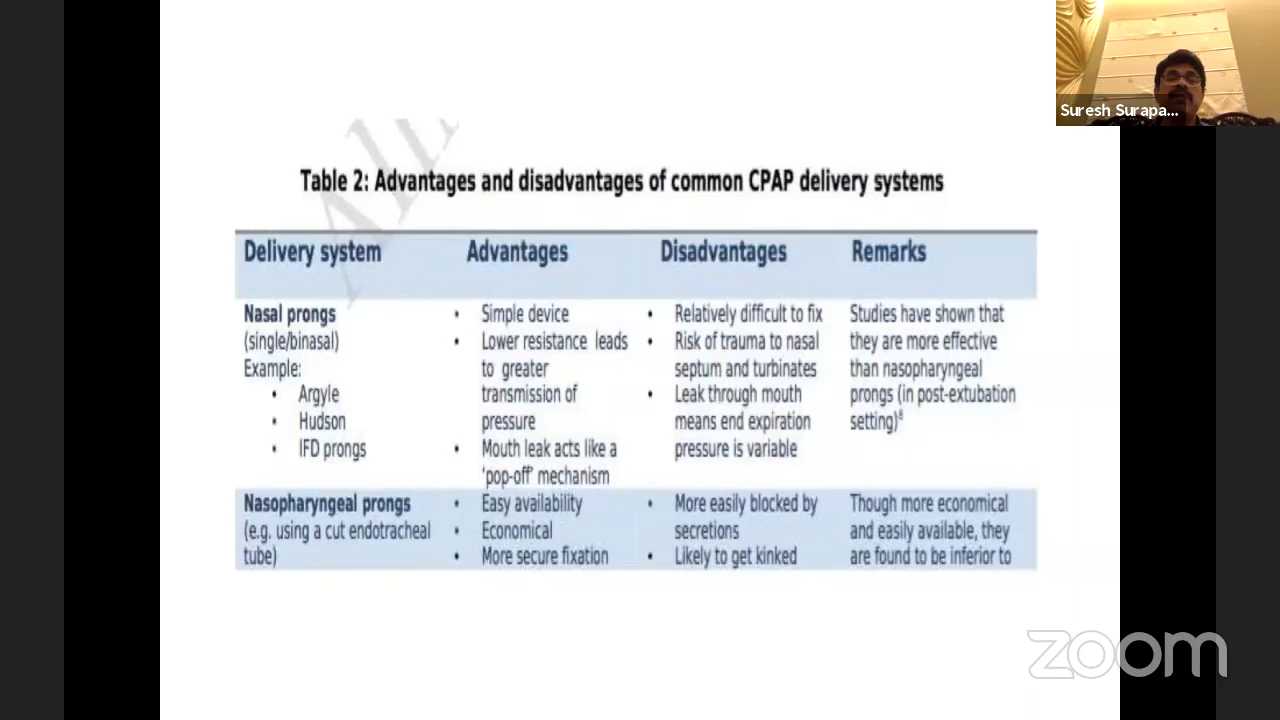 Suresh Surapa...
Table 2: Advantages and disadvantages of common CPAP delivery systems
Delivery system
Advantages
Disadvantages
Remarks
Nasal prongs
(single/binasal)
Example:
• Argyle
• Hudson
• IFD prongs
• Simple device
• Lower resistance leads
to greater
transmission of
pressure
• Mouth leak acts like a
'pop-off' mechanism
• Relatively difficult to fix
• Risk of trauma to nasal
septum and turbinates
• Leak through mouth
means end expiration
pressure is variable
Studies have shown that
they are more effective
than nasopharyngeal
prongs (in post-extubation
setting)⁸
Nasopharyngeal prongs
(e.g. using a cut endotracheal
tube)
• Easy availability
• Economical
• More secure fixation
• More easily blocked by
secretions
• Likely to get kinked
Though more economical
and easily available, they
are found to be inferior to
zoom